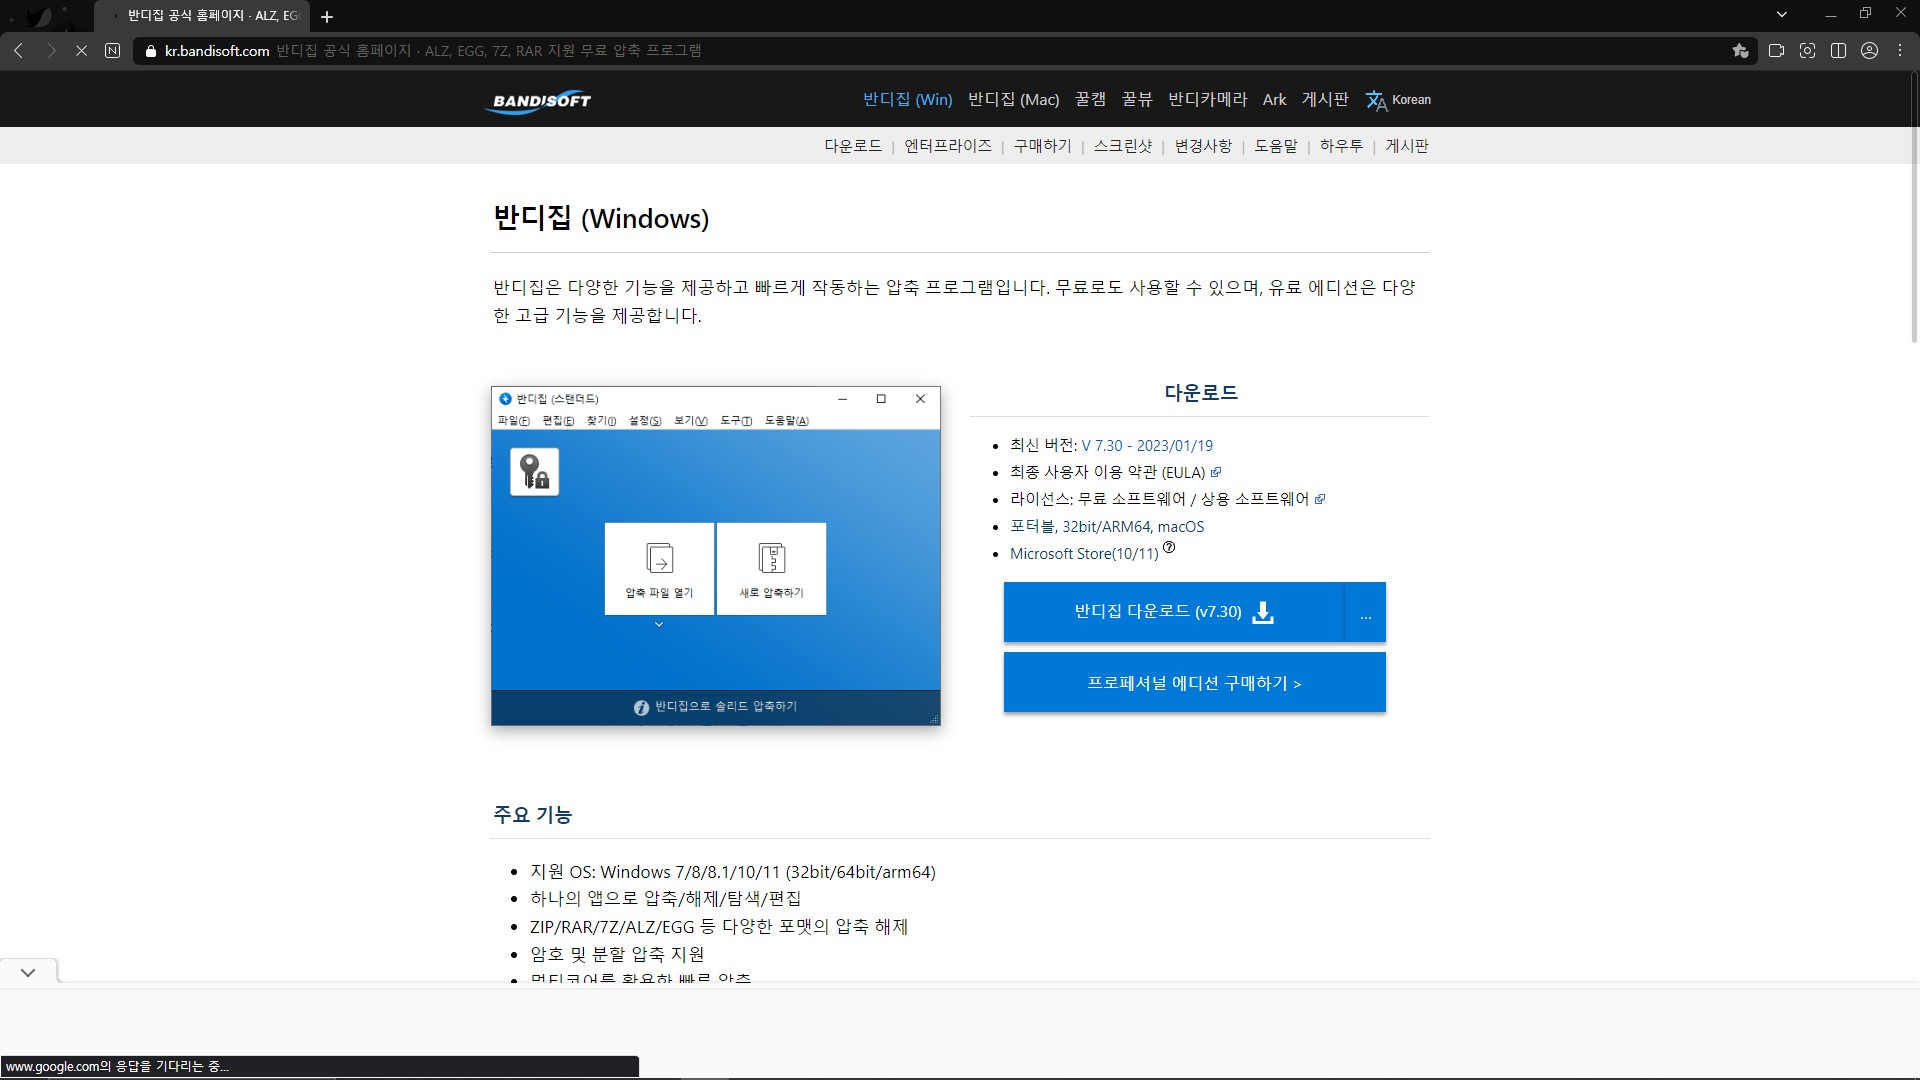 반디집 공식 홈페이지 · ALZ, EG
kr.bandisoft.com 반디집 공식 홈페이지 · ALZ, EGG, 7Z, RAR 지원 무료 압축 프로그램
BANDISOFT
반디집 (Win) 반디집 (Mac) 꿀캠 꿀뷰 반디카메라 Ark 게시판 Korean
다운로드 | 엔터프라이즈 | 구매하기 | 스크린샷 | 변경사항 | 도움말 | 하우투 | 게시판
반디집 (Windows)
반디집은 다양한 기능을 제공하고 빠르게 작동하는 압축 프로그램입니다. 무료로도 사용할 수 있으며, 유료 에디션은 다양
한 고급 기능을 제공합니다.
반디집 (스탠더드)
파일(F) 편집(E) 찾기(I) 설정(S) 보기(V) 도구(T) 도움말(A)
압축 파일 열기
새로 압축하기
반디집으로 솔리드 압축하기
다운로드
최신 버전: V 7.30 - 2023/01/19
최종 사용자 이용 약관 (EULA)
라이선스: 무료 소프트웨어 / 상용 소프트웨어
포터블, 32bit/ARM64, macOS
Microsoft Store(10/11)
반디집 다운로드 (v7.30) ...
프로페셔널 에디션 구매하기 >
주요 기능
지원 OS: Windows 7/8/8.1/10/11 (32bit/64bit/arm64)
하나의 앱으로 압축/해제/탐색/편집
ZIP/RAR/7Z/ALZ/EGG 등 다양한 포맷의 압축 해제
암호 및 분할 압축 지원
멀티코어를 활용한 빠른 압축
www.google.com의 응답을 기다리는 중...